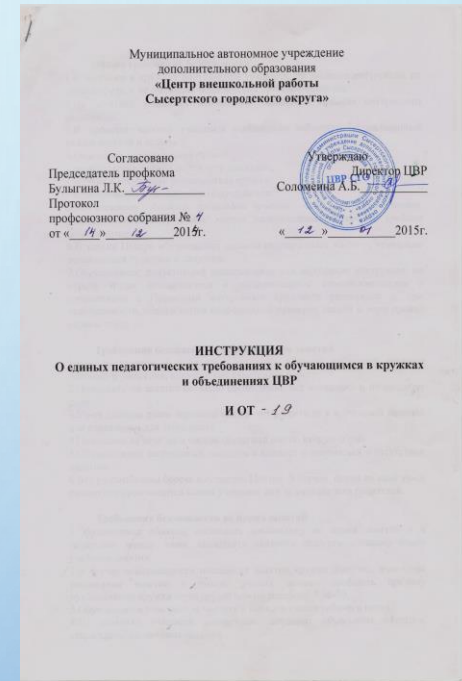 Муниципальное автономное учреждение
дополнительного образования
«Центр внешкольной работы
Сысертского городского округа»
Согласовано
Председатель профкома
Булыгина Л.К.
Протокол
профсоюзного собрания № 4
от « 14 » 12 2015г.
Утверждаю
Директор ЦВР
Соломеина А.Б.
« 12 » 01 2015г.
ЦВР СГО
ИНСТРУКЦИЯ
О единых педагогических требованиях к обучающимся в кружках
и объединениях ЦВР
И ОТ - 19